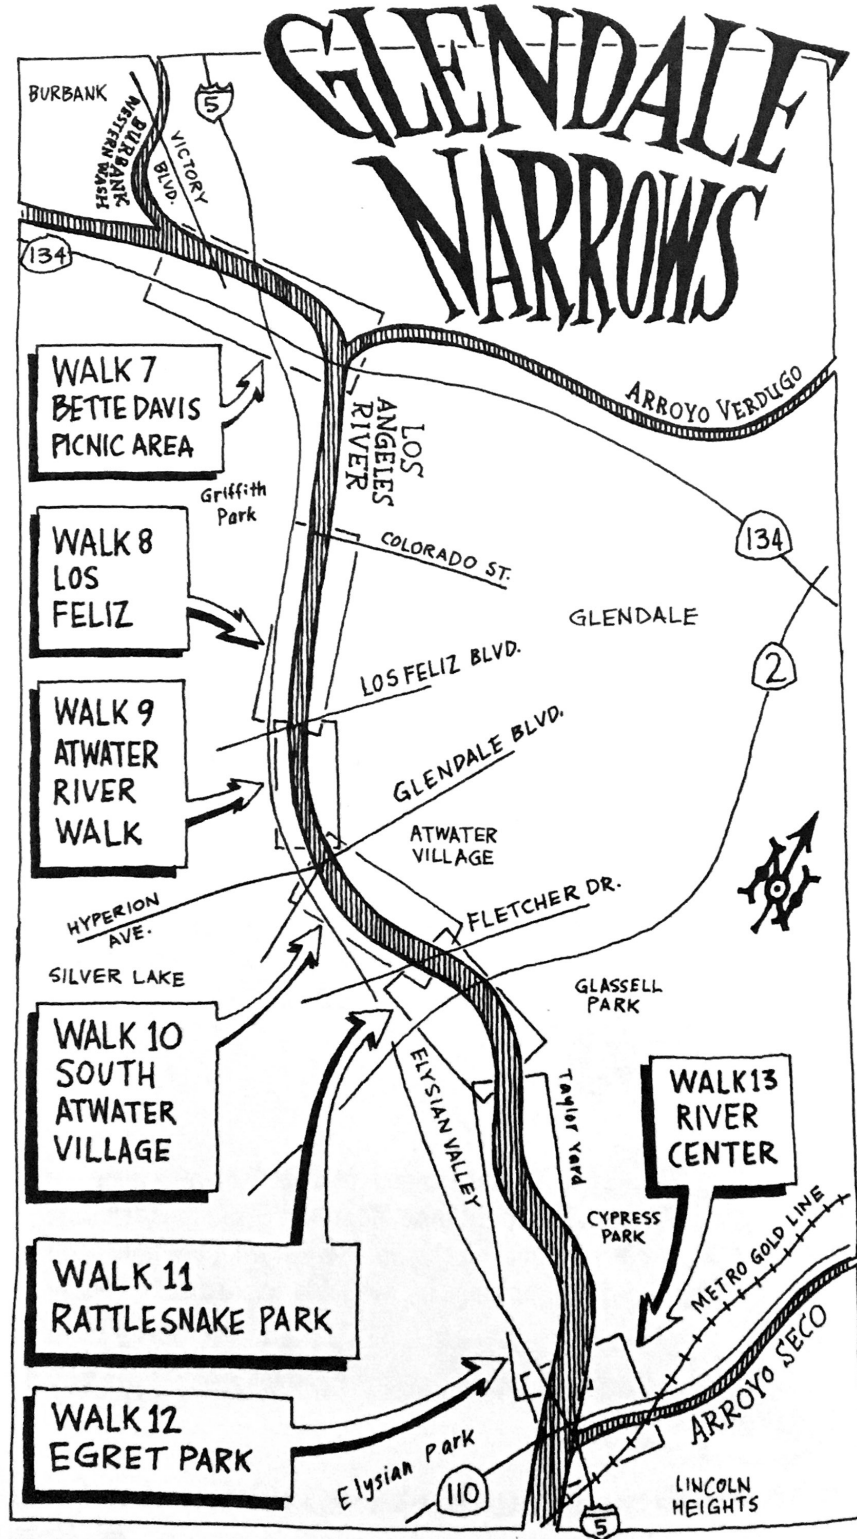 GLENDALE
NARROWS
BURBANK
BURBANK
WESTERN WASH
VICTORY
BLVD.
5
134
WALK 7
BETTE DAVIS
PICNIC AREA
LOS
ANGELES
RIVER
ARROYO VERDUGO
Griffith
Park
WALK 8
LOS
FELIZ
COLORADO ST.
134
GLENDALE
2
LOS FELIZ BLVD.
WALK 9
ATWATER
RIVER
WALK
GLENDALE BLVD.
ATWATER
VILLAGE
HYPERION
AVE.
FLETCHER DR.
SILVER LAKE
GLASSELL
PARK
WALK 10
SOUTH
ATWATER
VILLAGE
ELYSIAN VALLEY
Taylor Yard
WALK 13
RIVER
CENTER
CYPRESS
PARK
METRO GOLD LINE
WALK 11
RATTLESNAKE PARK
ARROYO SECO
WALK 12
EGRET PARK
Elysian Park
110
LINCOLN
HEIGHTS
5